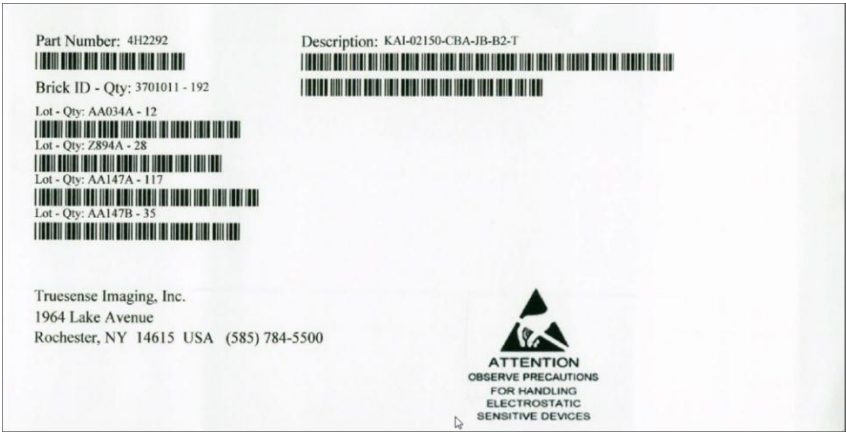 Part Number: 4H2292
Description: KAI-02150-CBA-JB-B2-T
Brick ID - Qty: 3701011 - 192
Lot - Qty: AA034A - 12
Lot - Qty: Z894A - 28
Lot - Qty: AA147A - 117
Lot - Qty: AA147B - 35
Truesense Imaging, Inc.
1964 Lake Avenue
Rochester, NY 14615 USA (585) 784-5500
ATTENTION
OBSERVE PRECAUTIONS
FOR HANDLING
ELECTROSTATIC
SENSITIVE DEVICES